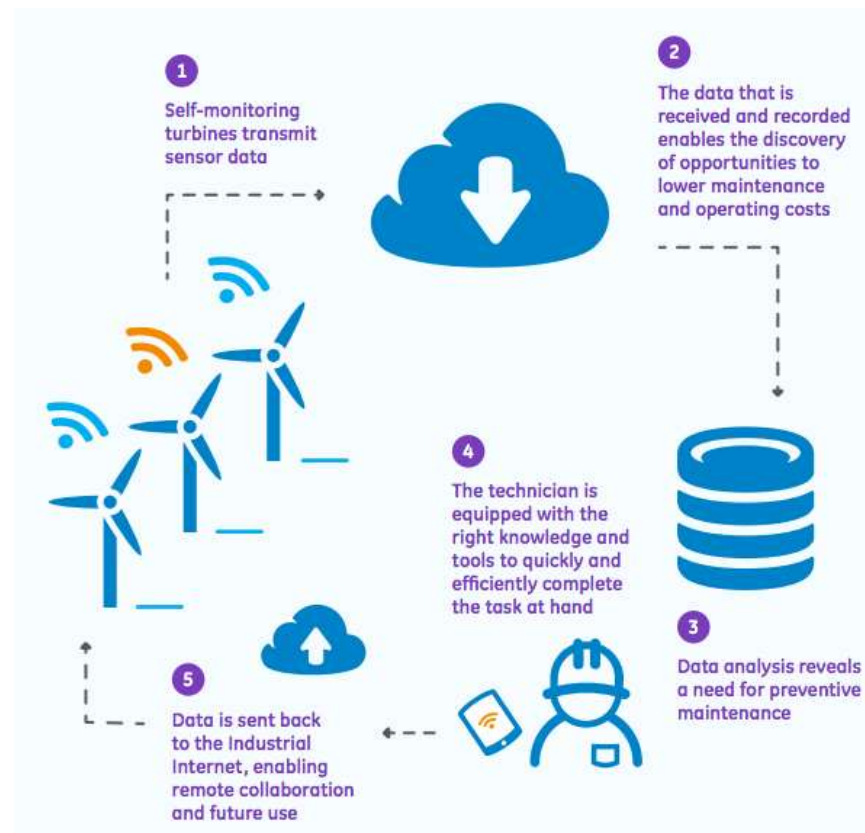 1
Self-monitoring
turbines transmit
sensor data
2
The data that is
received and recorded
enables the discovery
of opportunities to
lower maintenance
and operating costs
3
Data analysis reveals
a need for preventive
maintenance
4
The technician is
equipped with the
right knowledge and
tools to quickly and
efficiently complete
the task at hand
5
Data is sent back
to the Industrial
Internet, enabling
remote collaboration
and future use